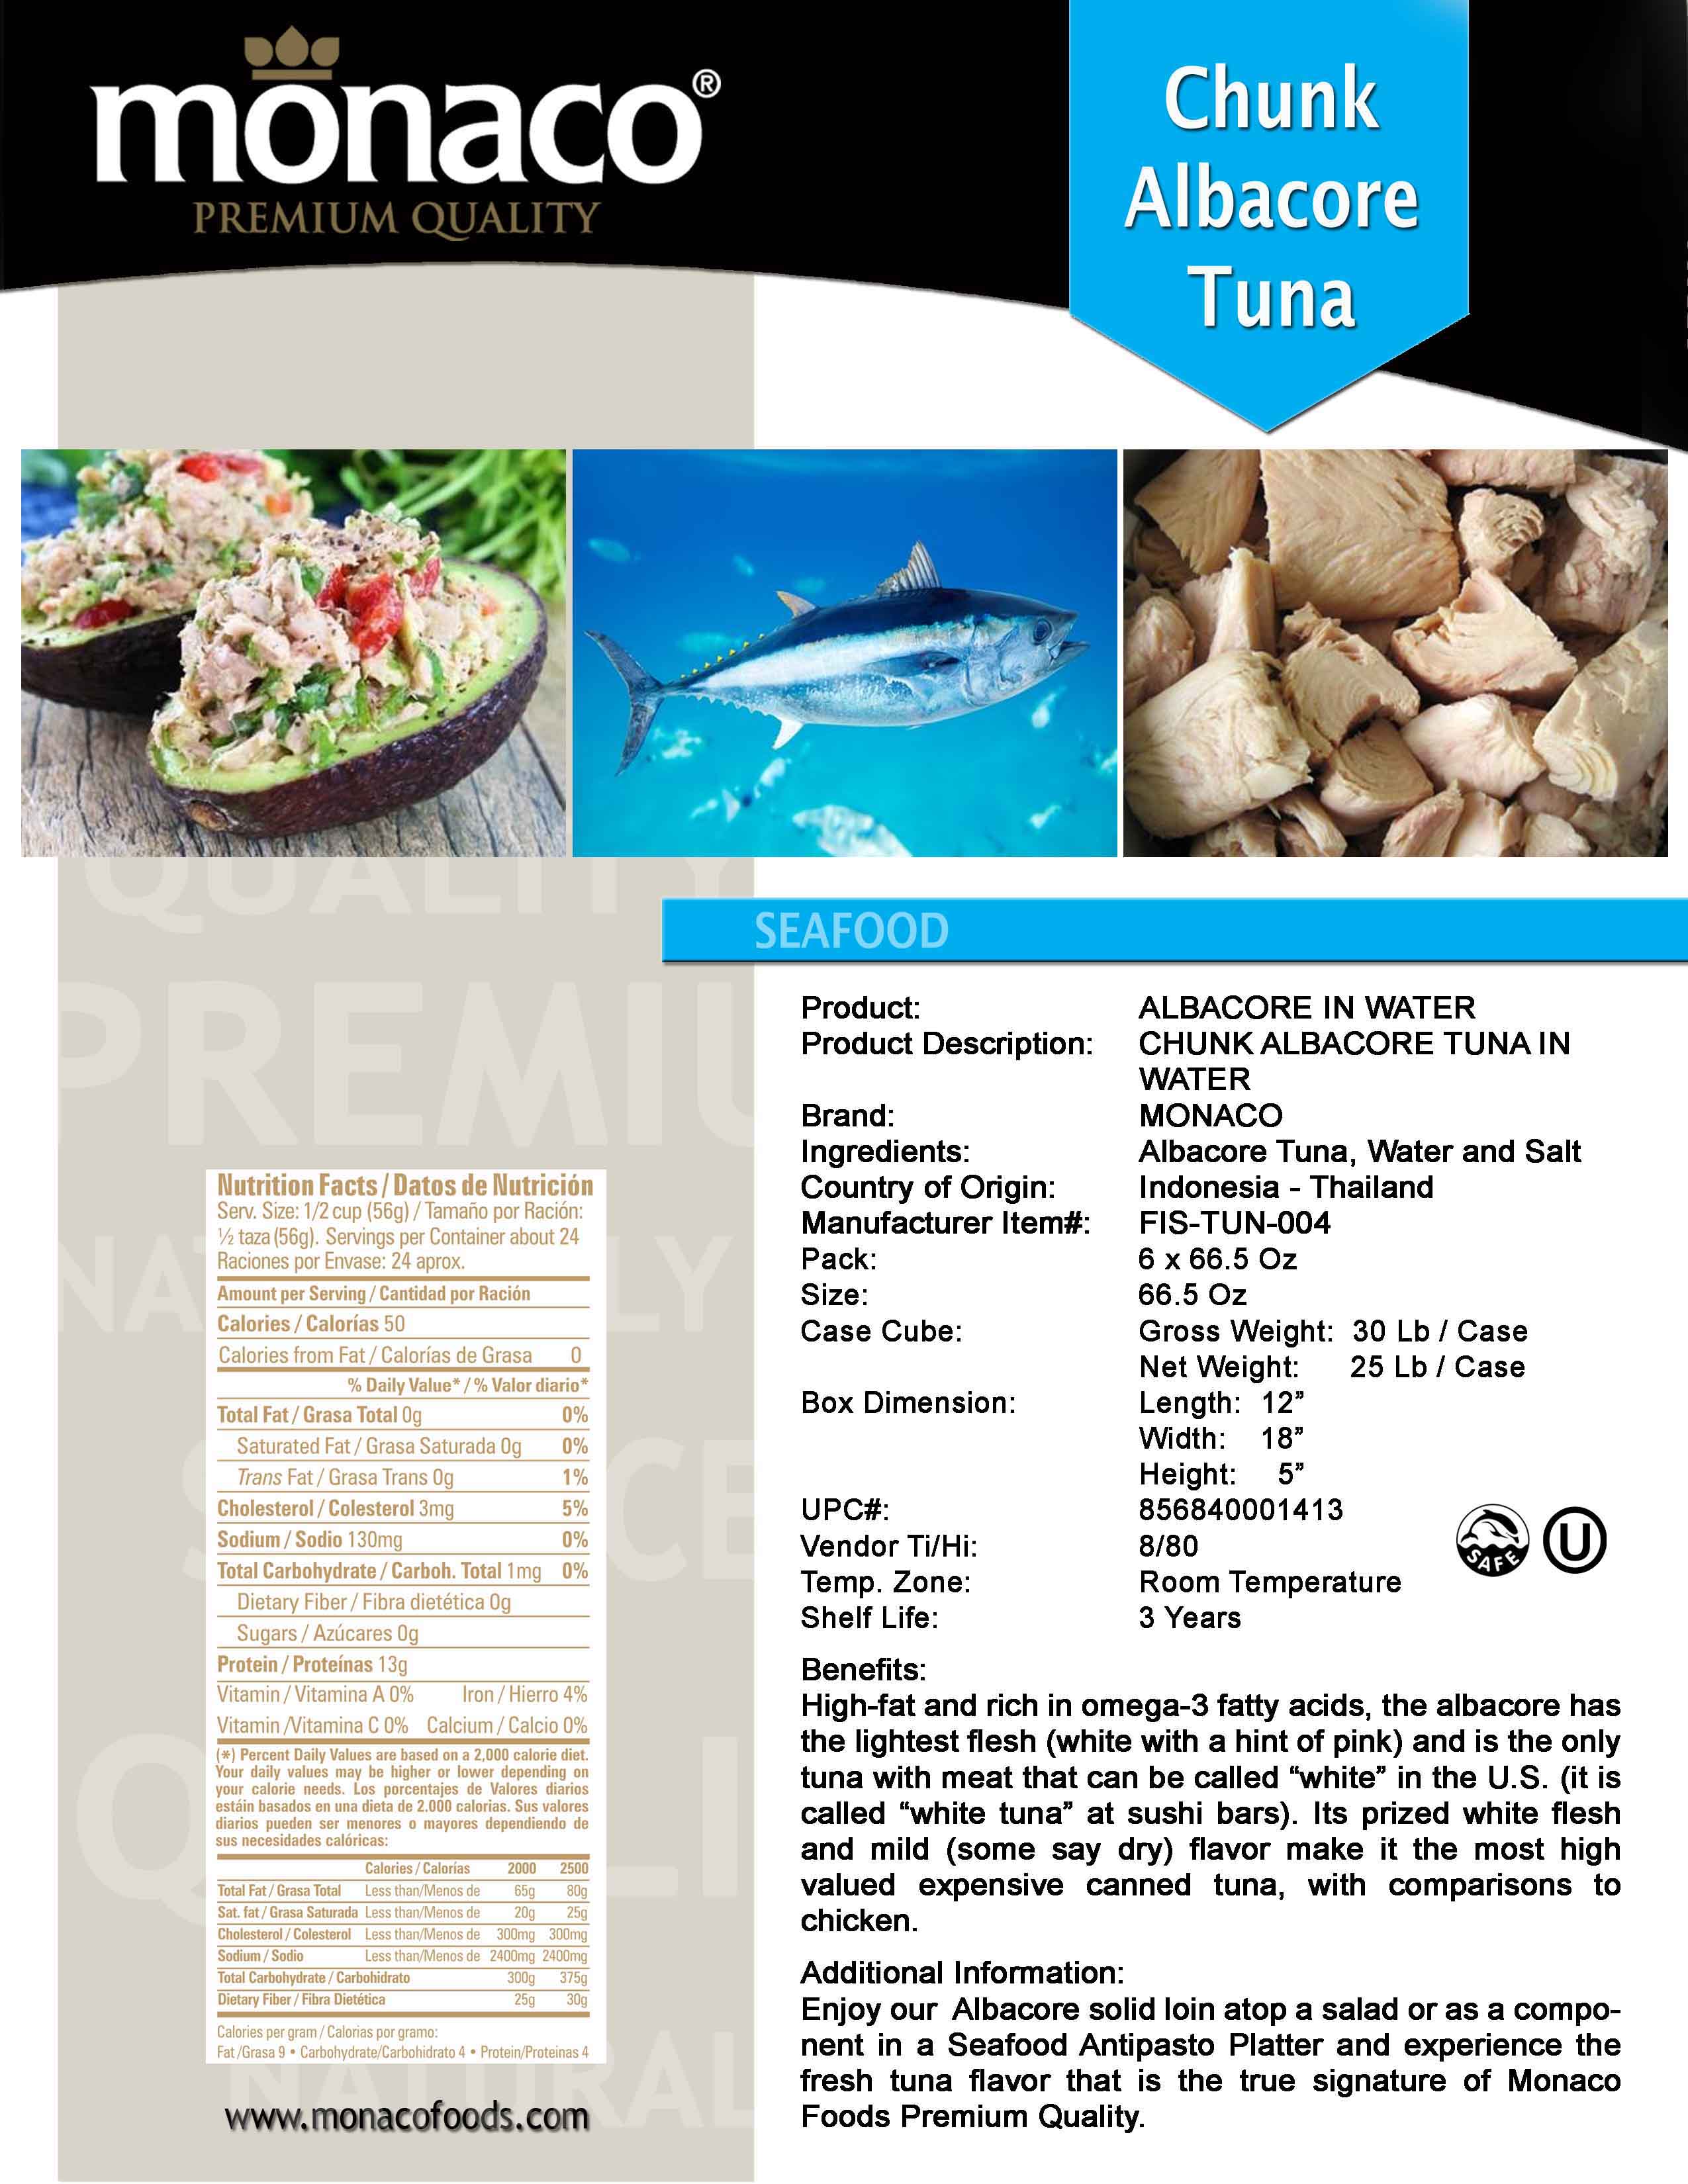 monaco®
PREMIUM QUALITY
Chunk
Albacore
Tuna
QUALITY
PREMIU
SEAFOOD
Product: ALBACORE IN WATER
Product Description: CHUNK ALBACORE TUNA IN
WATER
Brand: MONACO
Ingredients: Albacore Tuna, Water and Salt
Country of Origin: Indonesia - Thailand
Manufacturer Item#: FIS-TUN-004
Pack: 6 x 66.5 Oz
Size: 66.5 Oz
Case Cube: Gross Weight: 30 Lb / Case
Net Weight: 25 Lb / Case
Box Dimension: Length: 12”
Width: 18”
Height: 5”
UPC#: 856840001413
Vendor Ti/Hi: 8/80
Temp. Zone: Room Temperature
Shelf Life: 3 Years
SAFE
U
Benefits:
High-fat and rich in omega-3 fatty acids, the albacore has
the lightest flesh (white with a hint of pink) and is the only
tuna with meat that can be called “white” in the U.S. (it is
called “white tuna” at sushi bars). Its prized white flesh
and mild (some say dry) flavor make it the most high
valued expensive canned tuna, with comparisons to
chicken.
Additional Information:
Enjoy our Albacore solid loin atop a salad or as a compo-
nent in a Seafood Antipasto Platter and experience the
fresh tuna flavor that is the true signature of Monaco
Foods Premium Quality.
Nutrition Facts / Datos de Nutrición
Serv. Size: 1/2 cup (56g) / Tamaño por Ración:
½ taza (56g). Servings per Container about 24
Raciones por Envase: 24 aprox.
Amount per Serving / Cantidad por Ración
Calories / Calorías 50
Calories from Fat / Calorías de Grasa 0
% Daily Value* / % Valor diario*
Total Fat / Grasa Total 0g 0%
Saturated Fat / Grasa Saturada 0g 0%
Trans Fat / Grasa Trans 0g 1%
Cholesterol / Colesterol 3mg 5%
Sodium / Sodio 130mg 0%
Total Carbohydrate / Carboh. Total 1mg 0%
Dietary Fiber / Fibra dietética 0g
Sugars / Azúcares 0g
Protein / Proteínas 13g
Vitamin / Vitamina A 0% Iron / Hierro 4%
Vitamin /Vitamina C 0% Calcium / Calcio 0%
(*) Percent Daily Values are based on a 2,000 calorie diet.
Your daily values may be higher or lower depending on
your calorie needs. Los porcentajes de Valores diarios
estáin basados en una dieta de 2.000 calorias. Sus valores
diarios pueden ser menores o mayores dependiendo de
sus necesidades calóricas:
Calories / Calorías 2000 2500
Total Fat / Grasa Total Less than/Menos de 65g 80g
Sat. fat / Grasa Saturada Less than/Menos de 20g 25g
Cholesterol / Colesterol Less than/Menos de 300mg 300mg
Sodium / Sodio Less than/Menos de 2400mg 2400mg
Total Carbohydrate / Carbohidrato 300g 375g
Dietary Fiber / Fibra Dietética 25g 30g
Calories per gram / Calorias por gramo:
Fat /Grasa 9 • Carbohydrate/Carbohidrato 4 • Protein/Proteinas 4
www.monacofoods.com